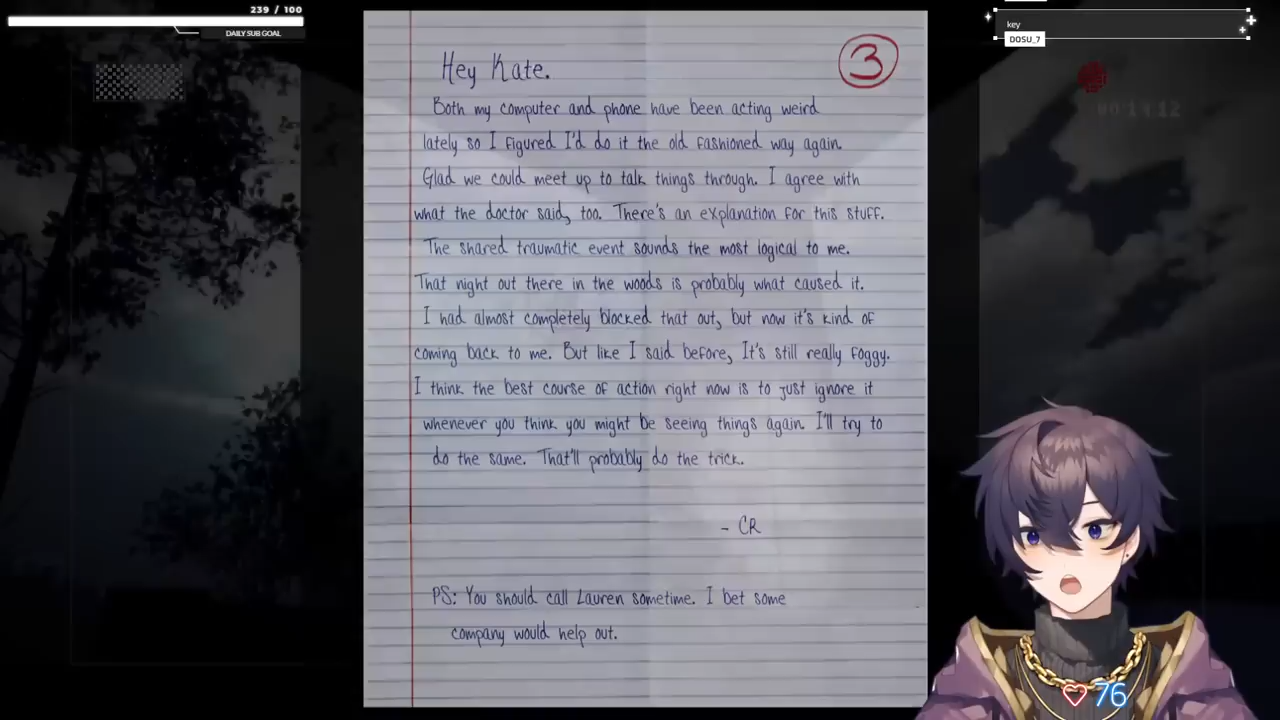 239 / 100
DAILY SUB GOAL
key
DOSU_7
00:14:12
3
Hey Kate.
Both my computer and phone have been acting weird
lately so I figured I'd do it the old fashioned way again.
Glad we could meet up to talk things through. I agree with
what the doctor said, too. There's an explanation for this stuff.
The shared traumatic event sounds the most logical to me.
That night out there in the woods is probably what caused it.
I had almost completely blocked that out, but now it's kind of
coming back to me. But like I said before, It's still really foggy.
I think the best course of action right now is to just ignore it
whenever you think you might be seeing things again. I'll try to
do the same. That'll probably do the trick.
- CR
PS: You should call Lauren sometime. I bet some
company would help out.
76